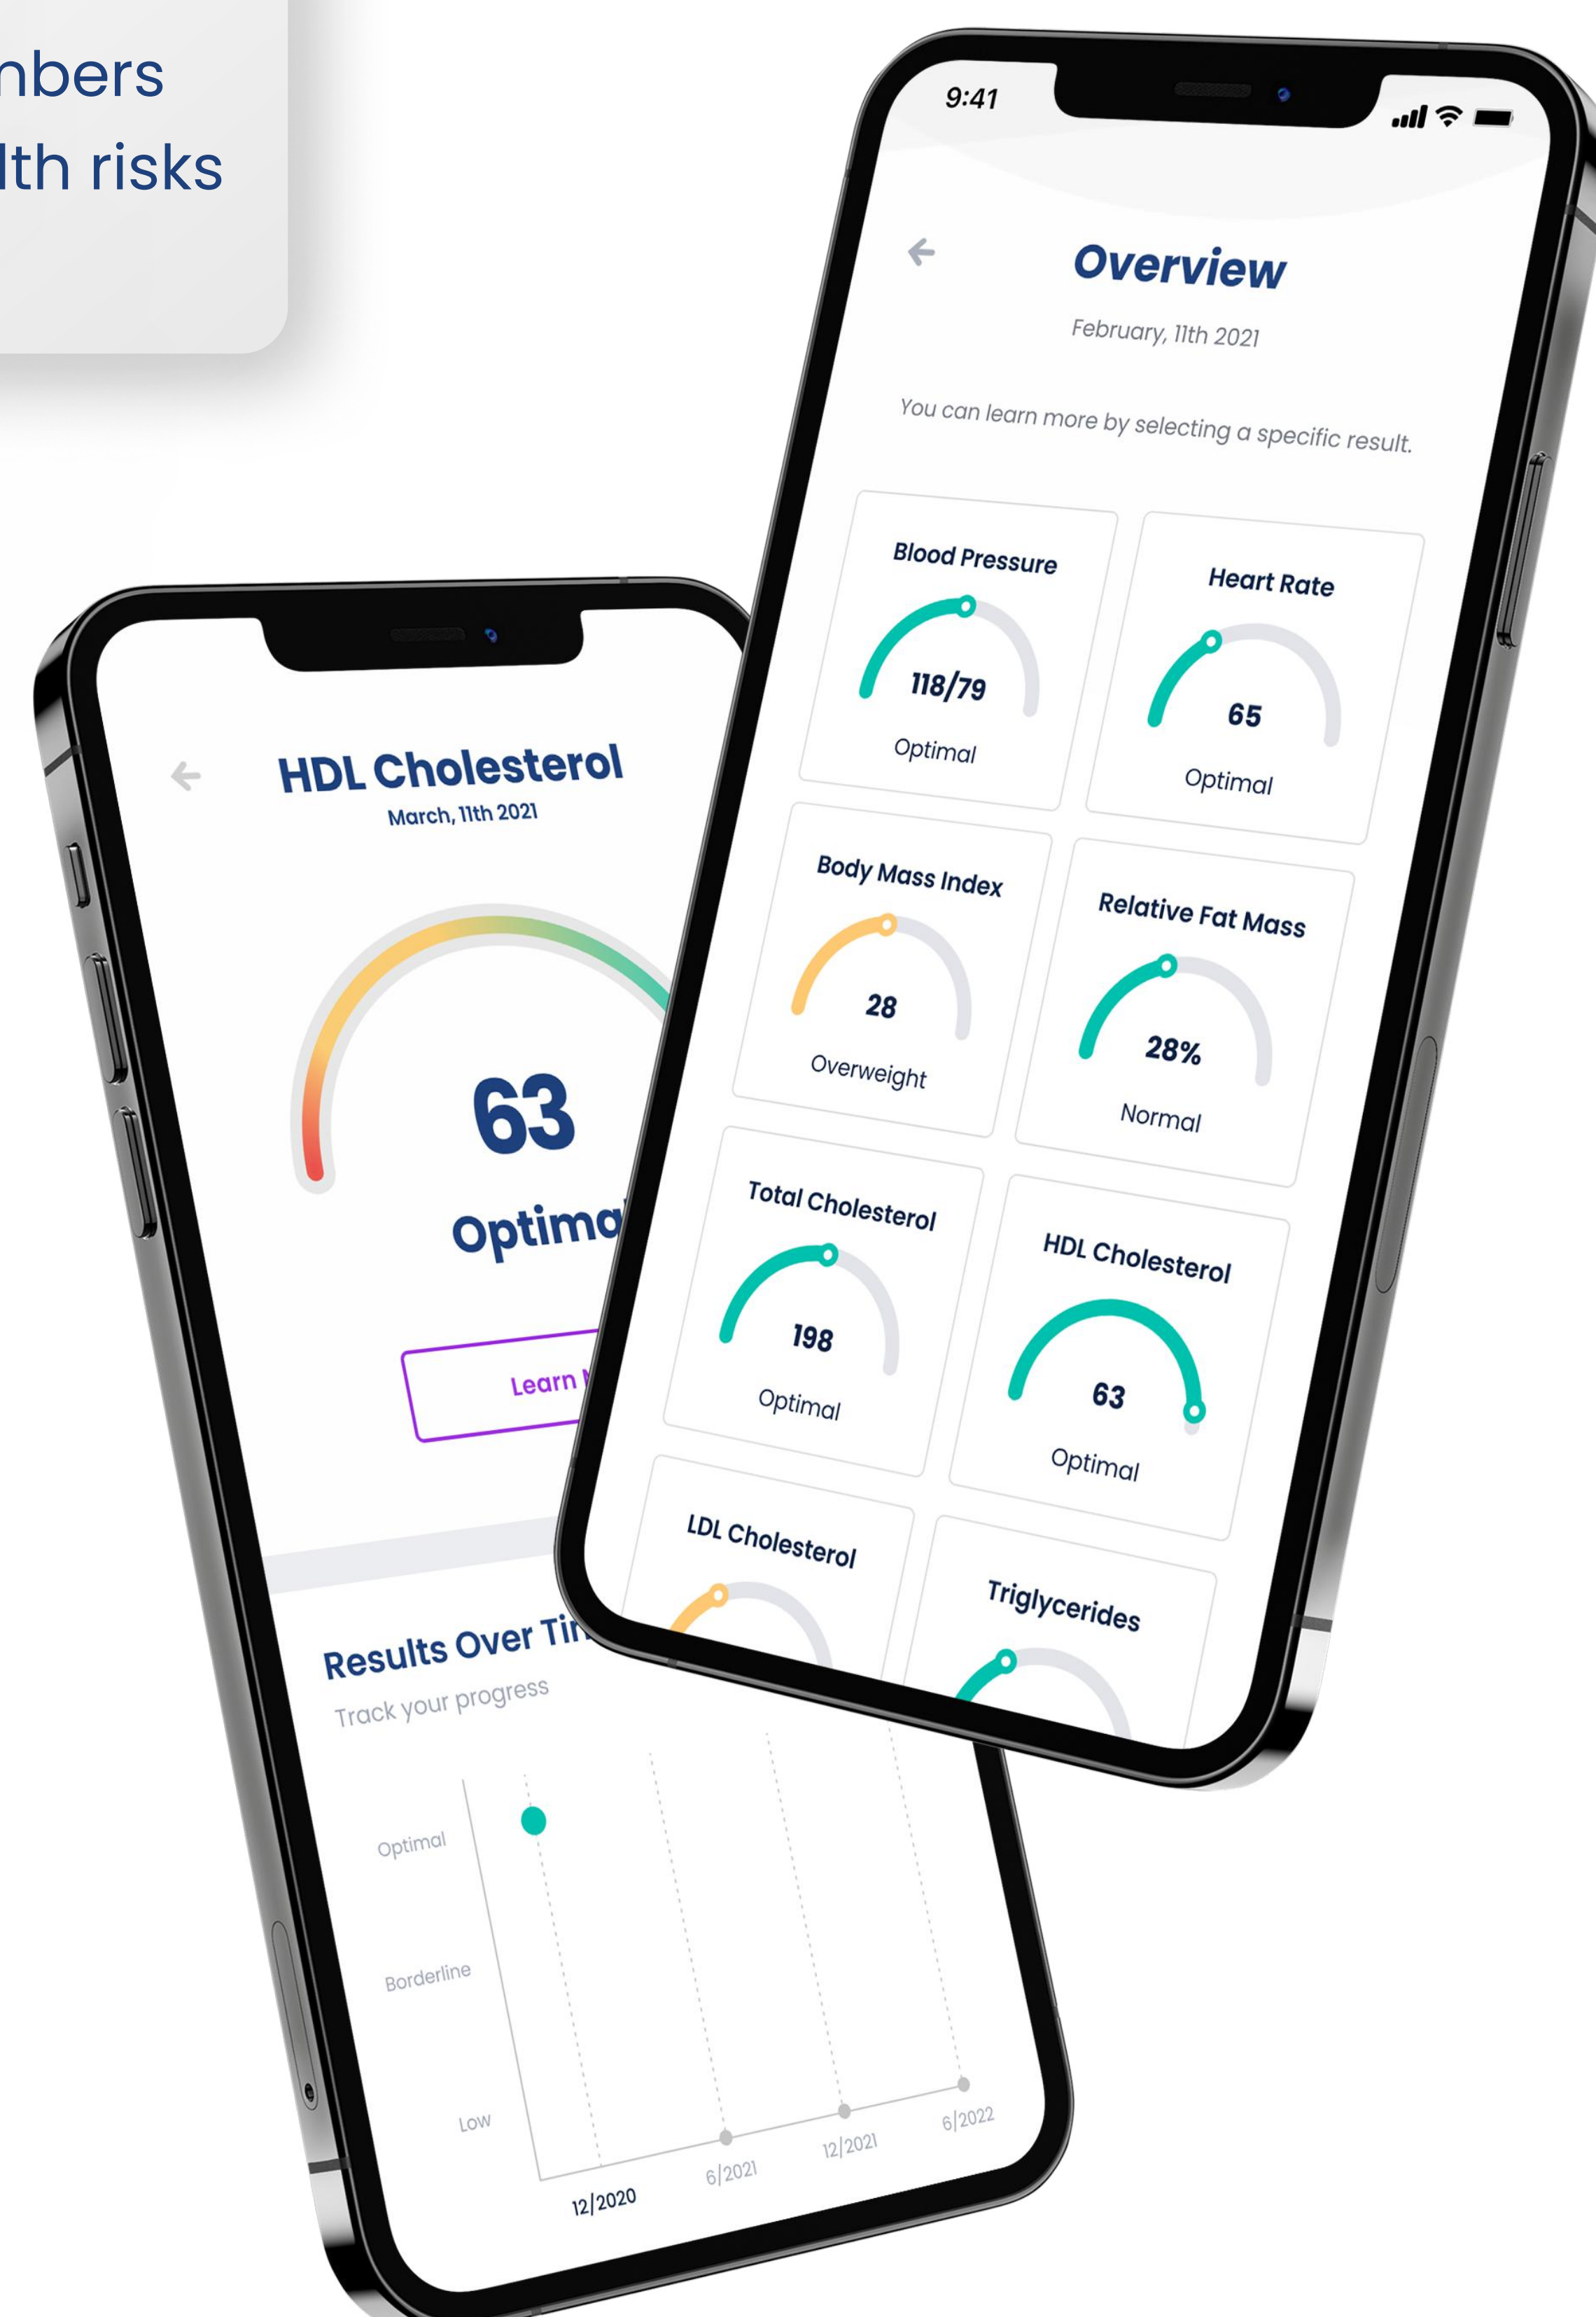 mbers
lth risks
9:41
Overview
February, 11th 2021
You can learn more by selecting a specific result.
Blood Pressure
118/79
Optimal
Heart Rate
65
Optimal
Body Mass Index
28
Overweight
Relative Fat Mass
28%
Normal
Total Cholesterol
198
Optimal
HDL Cholesterol
63
Optimal
LDL Cholesterol
Triglycerides
HDL Cholesterol
March, 11th 2021
63
Optima
Learn
Results Over Tim
Track your progress
Optimal
Borderline
Low
12/2020
6/2021
12/2021
6/2022